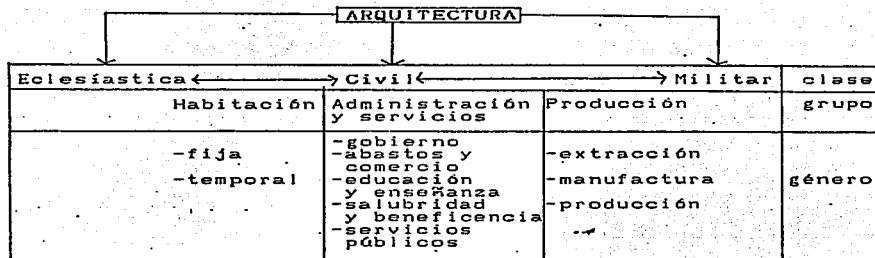 ARQUITECTURA
Eclesíastica Civil Militar clase
Habitación Administración y servicios Producción grupo
-fija
-temporal
-gobierno
-abastos y
comercio
-educación
y enseñanza
-salubridad
y beneficencia
-servicios
públicos
-extracción
-manufactura
-producción
género